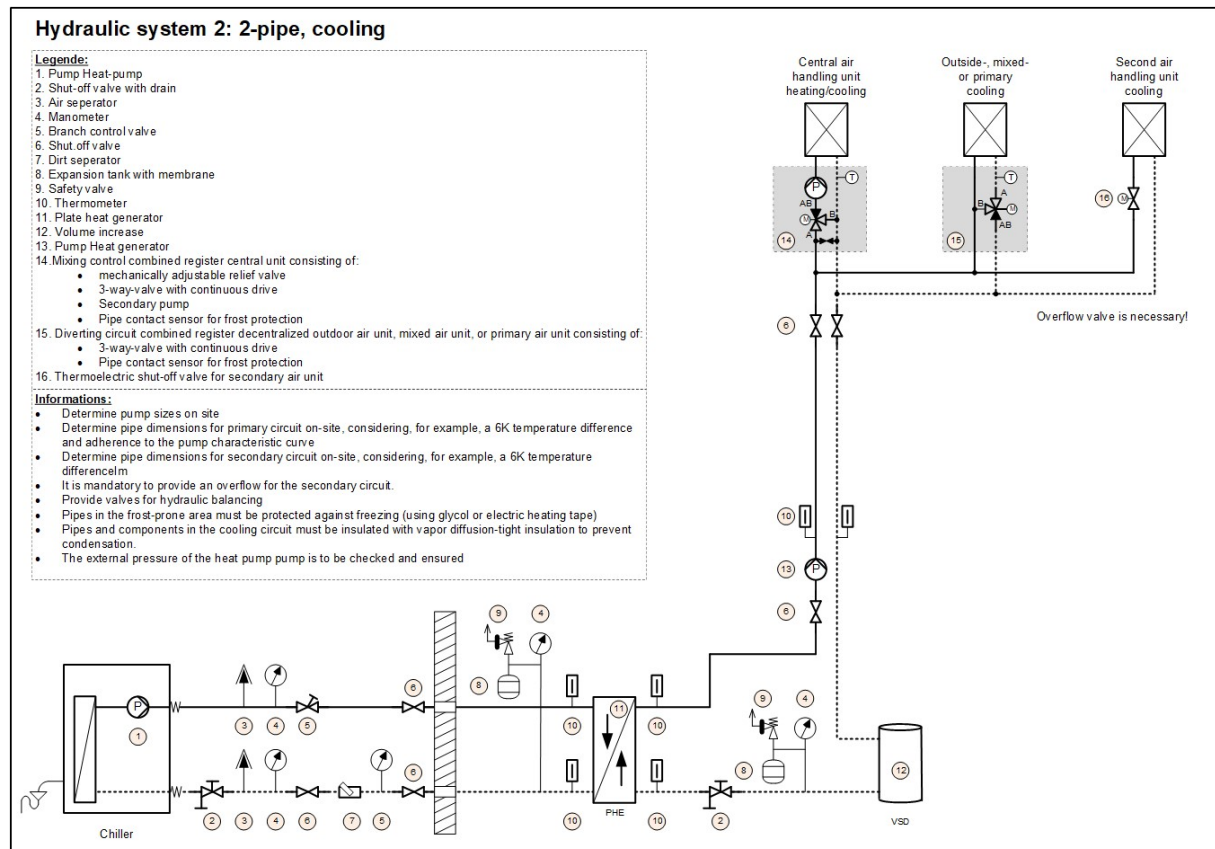 Hydraulic system 2: 2-pipe, cooling
Legende:
1. Pump Heat-pump
2. Shut-off valve with drain
3. Air seperator
4. Manometer
5. Branch control valve
6. Shut.off valve
7. Dirt seperator
8. Expansion tank with membrane
9. Safety valve
10. Thermometer
11. Plate heat generator
12. Volume increase
13. Pump Heat generator
14.Mixing control combined register central unit consisting of:
• mechanically adjustable relief valve
• 3-way-valve with continuous drive
• Secondary pump
• Pipe contact sensor for frost protection
15. Diverting circuit combined register decentralized outdoor air unit, mixed air unit, or primary air unit consisting of:
• 3-way-valve with continuous drive
• Pipe contact sensor for frost protection
16. Thermoelectric shut-off valve for secondary air unit
Informations:
• Determine pump sizes on site
• Determine pipe dimensions for primary circuit on-site, considering, for example, a 6K temperature difference
and adherence to the pump characteristic curve
• Determine pipe dimensions for secondary circuit on-site, considering, for example, a 6K temperature
differencelm
• It is mandatory to provide an overflow for the secondary circuit.
• Provide valves for hydraulic balancing
• Pipes in the frost-prone area must be protected against freezing (using glycol or electric heating tape)
• Pipes and components in the cooling circuit must be insulated with vapor diffusion-tight insulation to prevent
condensation.
• The external pressure of the heat pump pump is to be checked and ensured
Central air
handling unit
heating/cooling
Outside-, mixed-
or primary
cooling
Second air
handling unit
cooling
T
T
P
A
16 M
AB
M B
B M
A
AB
14
15
6
Overflow valve is necessary!
10
13 P
6
9 4
8
6
11
P
1
3 4 5
10 10
9 4
6
8
12
2 3 4 6 7 5
10 10
2
PHE
VSD
Chiller